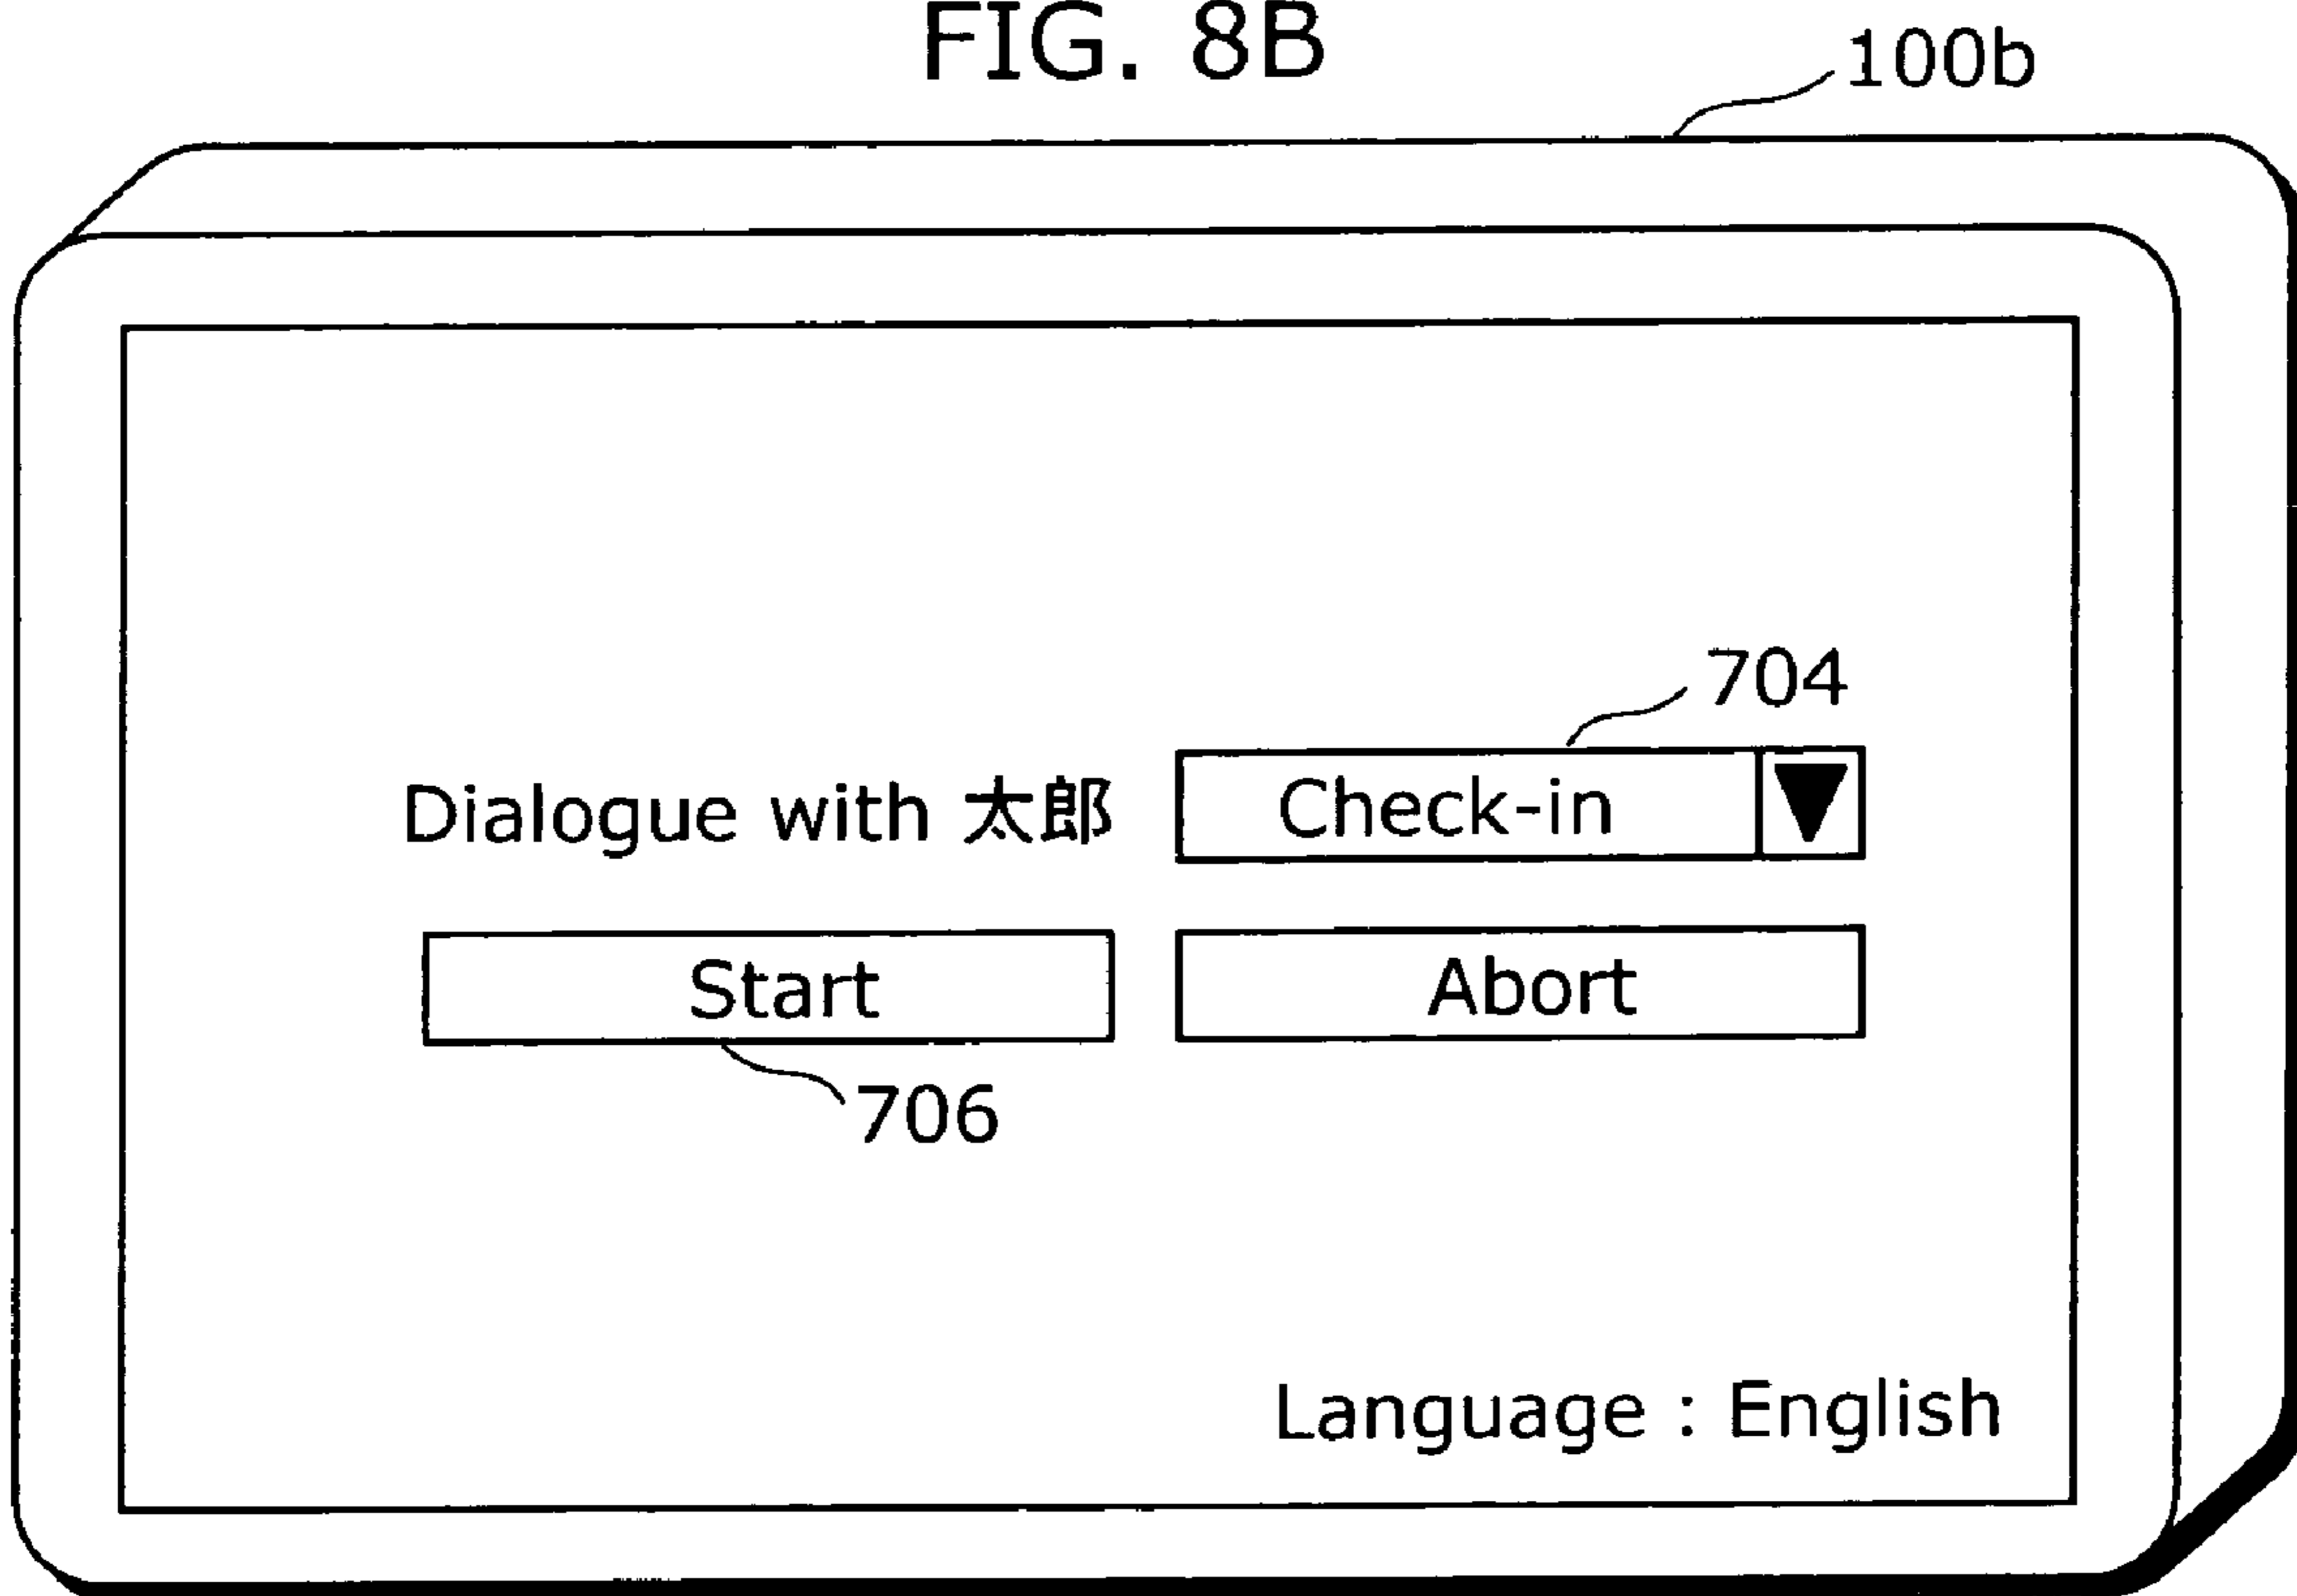 FIG. 8B
100b
704
Dialogue with 太郎 Check-in
Start Abort
706
Language : English